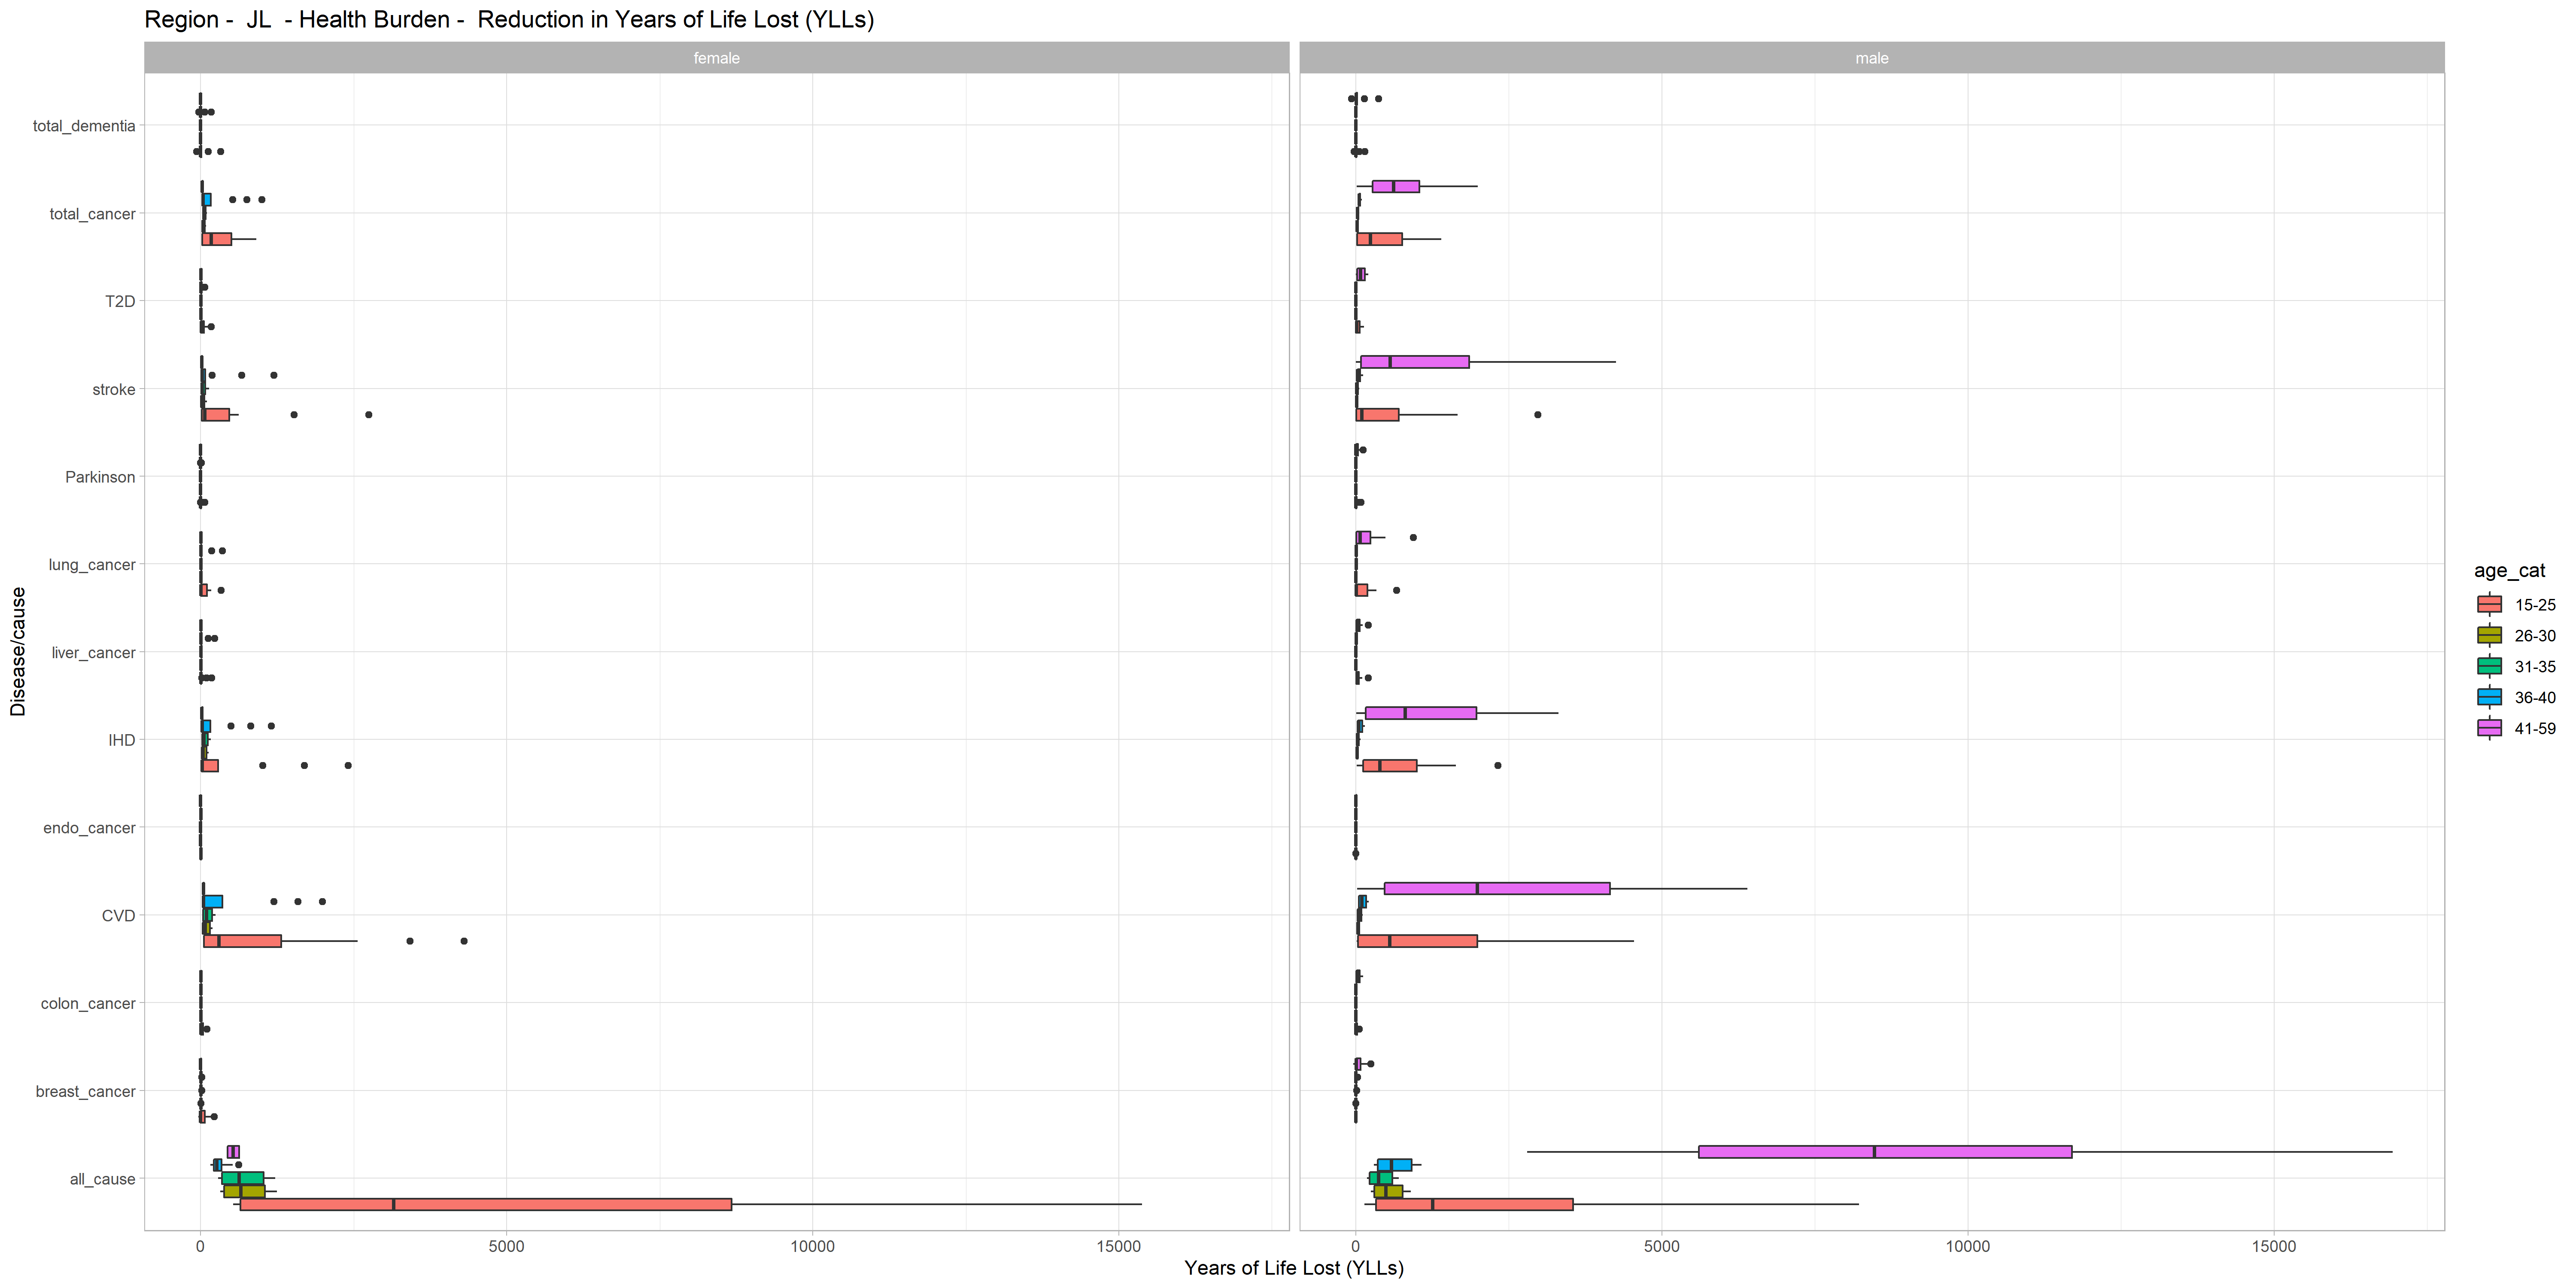 Region -  JL  - Health Burden -  Reduction in Years of Life Lost (YLLs)
female
male
Disease/cause
total_dementia
total_cancer
T2D
stroke
Parkinson
lung_cancer
liver_cancer
IHD
endo_cancer
CVD
colon_cancer
breast_cancer
all_cause
0
5000
10000
15000
0
5000
10000
15000
Years of Life Lost (YLLs)
age_cat
15-25
26-30
31-35
36-40
41-59